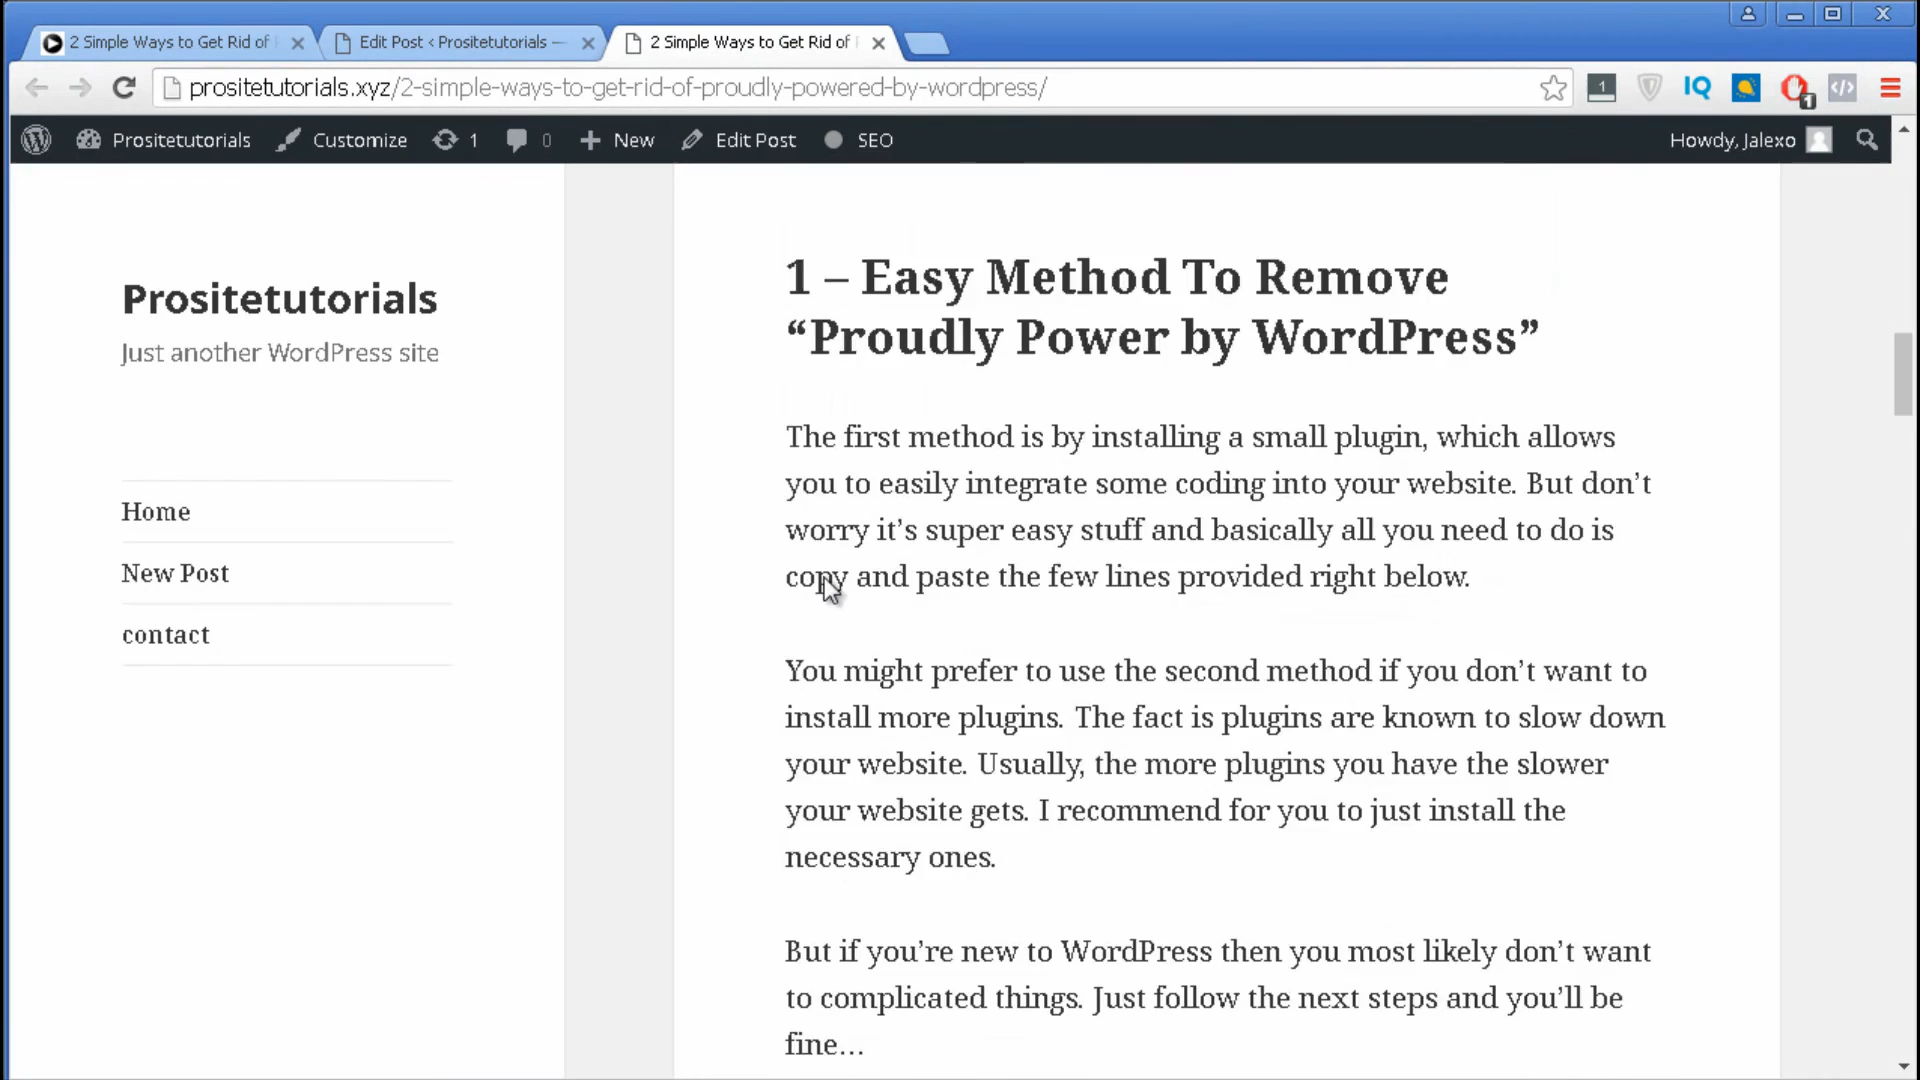 2 Simple Ways to Get Rid of
Edit Post ‹ Prositetutorials —
2 Simple Ways to Get Rid of
prositetutorials.xyz/2-simple-ways-to-get-rid-of-proudly-powered-by-wordpress/
1
IQ
1
Prositetutorials
Customize
1
0
New
Edit Post
SEO
Howdy, Jalexo
Prositetutorials
Just another WordPress site
Home
New Post
contact
1 – Easy Method To Remove
“Proudly Power by WordPress”
The first method is by installing a small plugin, which allows
you to easily integrate some coding into your website. But don’t
worry it’s super easy stuff and basically all you need to do is
copy and paste the few lines provided right below.
You might prefer to use the second method if you don’t want to
install more plugins. The fact is plugins are known to slow down
your website. Usually, the more plugins you have the slower
your website gets. I recommend for you to just install the
necessary ones.
But if you’re new to WordPress then you most likely don’t want
to complicated things. Just follow the next steps and you’ll be
fine…